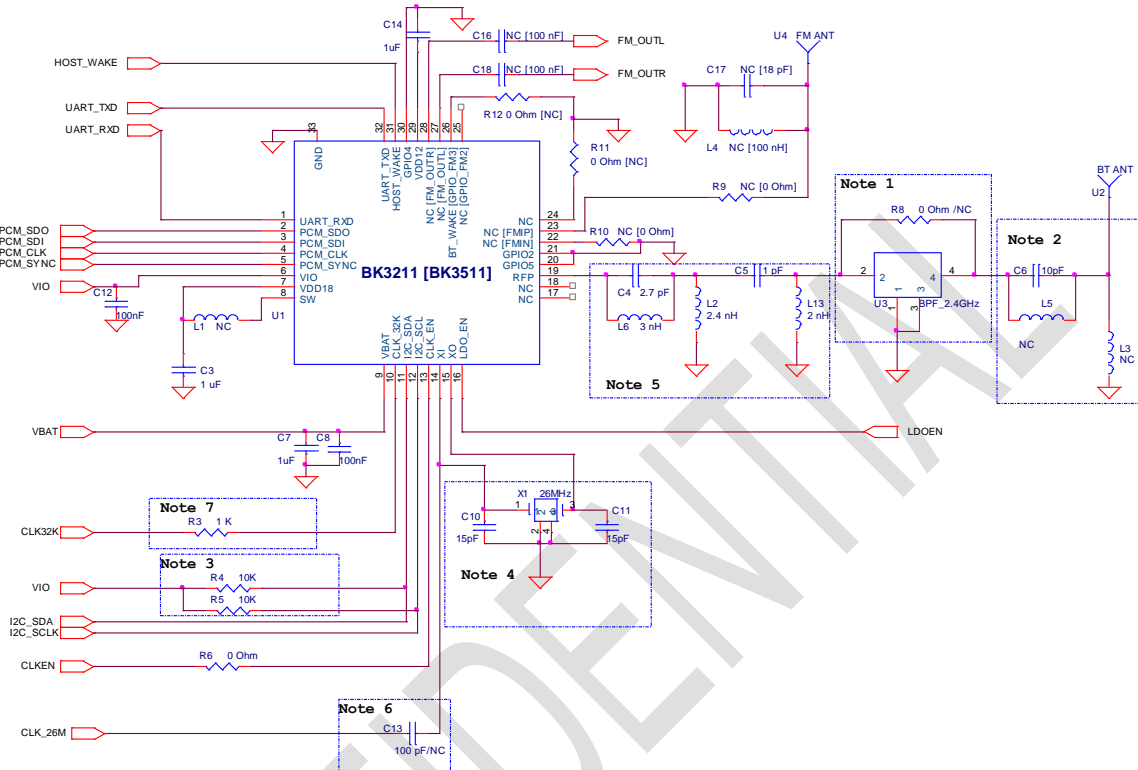 C14
1uF
C16
NC [100 nF]
FM_OUTL
U4
FM ANT
HOST_WAKE
C18
NC [100 nF]
FM_OUTR
C17
NC [18 pF]
UART_TXD
UART_RXD
R12 0 Ohm [NC]
L4
NC [100 nH]
R11
0 Ohm [NC]
33
32
31
30
29
28
27
26
25
GND
UART_TXD
HOST_WAKE
GPIO4
VDD12
NC [FM_OUTR]
NC [FM_OUTL]
BT_WAKE [GPIO_FM3]
NC [GPIO_FM2]
BT ANT
U2
R9
NC [0 Ohm]
Note 1
R8
0 Ohm /NC
Note 2
PCM_SDO
PCM_SDI
PCM_CLK
PCM_SYNC
VIO
C12
100nF
1
2
3
4
5
6
7
8
UART_RXD
PCM_SDO
PCM_SDI
PCM_CLK
PCM_SYNC
VIO
VDD18
SW
BK3211 [BK3511]
U1
NC
NC [FMIP]
NC [FMIN]
GPIO2
GPIO5
RFP
NC
NC
24
23
22
21
20
19
18
17
R10
NC [0 Ohm]
C4
2.7 pF
L6
3 nH
L2
2.4 nH
C5
1 pF
L13
2 nH
Note 5
2
4
4
U3
1
3
1
3
BPF_2.4GHz
C6
10pF
L5
NC
L3
NC
L1
NC
C3
1 uF
VBAT
CLK_32K
I2C_SDA
I2C_SCL
CLK_EN
XI
XO
LDO_EN
9
10
11
12
13
14
15
16
VBAT
C7
1uF
C8
100nF
LDOEN
Note 7
R3
1 K
CLK32K
X1
26MHz
1
3
2
4
C10
15pF
C11
15pF
Note 4
Note 3
VIO
R4
10K
R5
10K
I2C_SDA
I2C_SCLK
CLKEN
R6
0 Ohm
Note 6
CLK_26M
C13
100 pF/NC